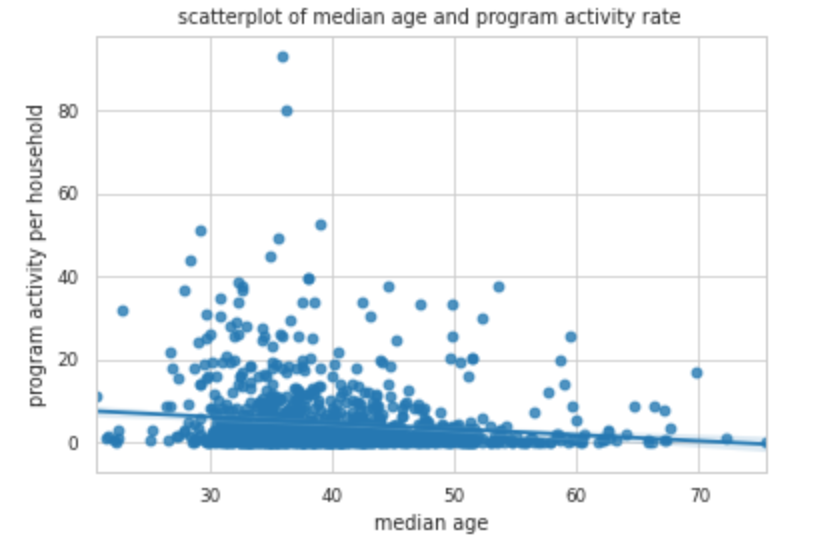 scatterplot of median age and program activity rate
program activity per household
80
60
40
20
0
30 40 50 60 70
median age